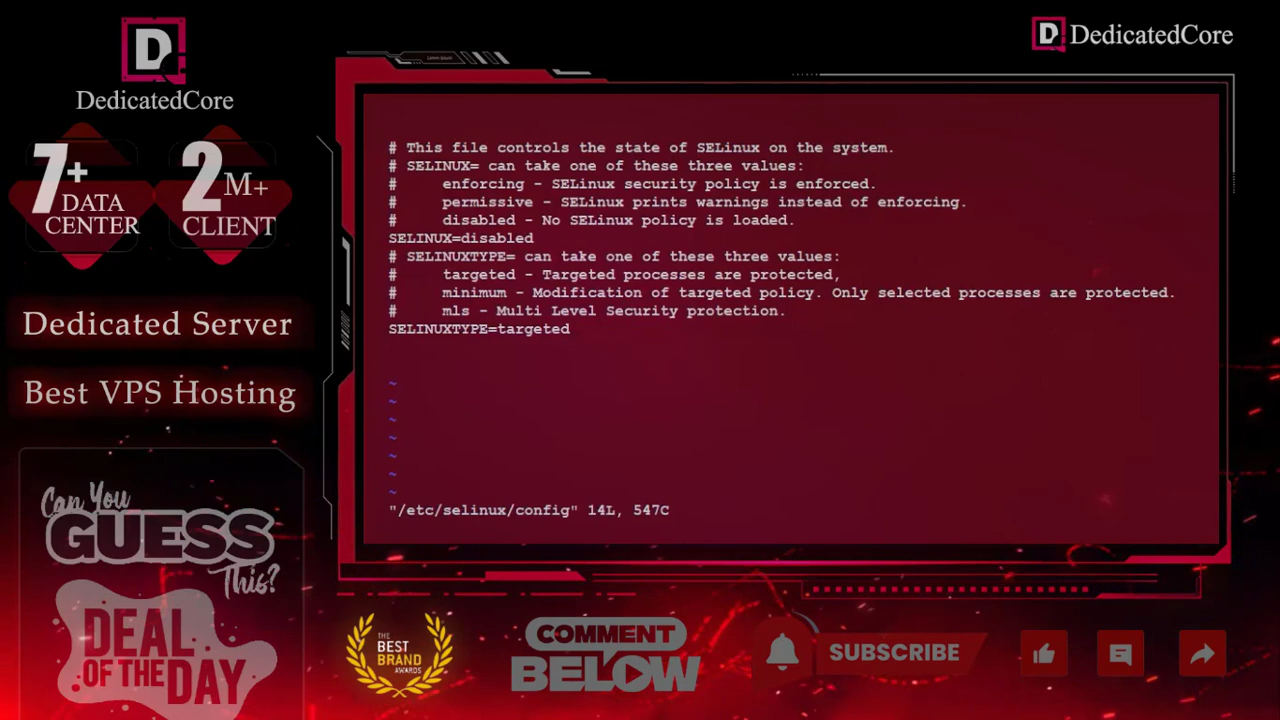 D
DedicatedCore
D DedicatedCore
7+
DATA
CENTER
2
M+
CLIENT
Dedicated Server
Best VPS Hosting
Can You
GUESS
This?
DEAL
OF THE DAY
# This file controls the state of SELinux on the system.
# SELINUX= can take one of these three values:
#     enforcing - SELinux security policy is enforced.
#     permissive - SELinux prints warnings instead of enforcing.
#     disabled - No SELinux policy is loaded.
SELINUX=disabled
# SELINUXTYPE= can take one of these three values:
#     targeted - Targeted processes are protected,
#     minimum - Modification of targeted policy. Only selected processes are protected.
#     mls - Multi Level Security protection.
SELINUXTYPE=targeted
~
~
~
~
~
~
~
"/etc/selinux/config" 14L, 547C
THE
BEST
BRAND
AWARDS
COMMENT
BELOW
SUBSCRIBE